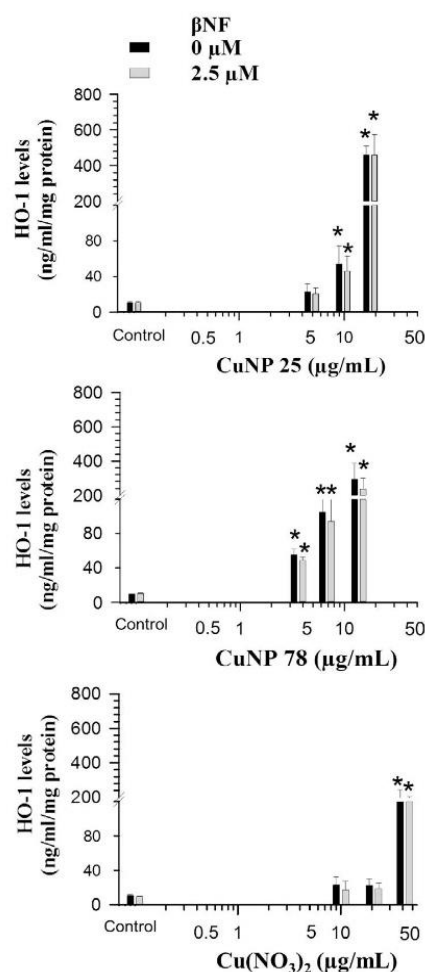 βNF
0 µM
2.5 µM
HO-1 levels
(ng/ml/mg protein)
800
600
400
200
80
40
0
* *
* *
Control 0.5 1 5 10 50
CuNP 25 (µg/mL)
HO-1 levels
(ng/ml/mg protein)
800
600
400
200
80
40
0
* *
**
* *
Control 0.5 1 5 10 50
CuNP 78 (µg/mL)
HO-1 levels
(ng/ml/mg protein)
800
600
400
200
80
40
0
* *
Control 0.5 1 5 10 50
Cu(NO₃)₂ (µg/mL)